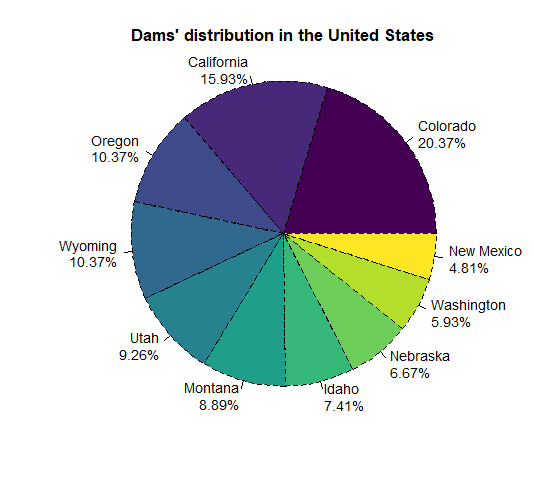 Dams' distribution in the United States
California
15.93%
Colorado
20.37%
Oregon
10.37%
Wyoming
10.37%
New Mexico
4.81%
Washington
5.93%
Utah
9.26%
Nebraska
6.67%
Montana
8.89%
Idaho
7.41%